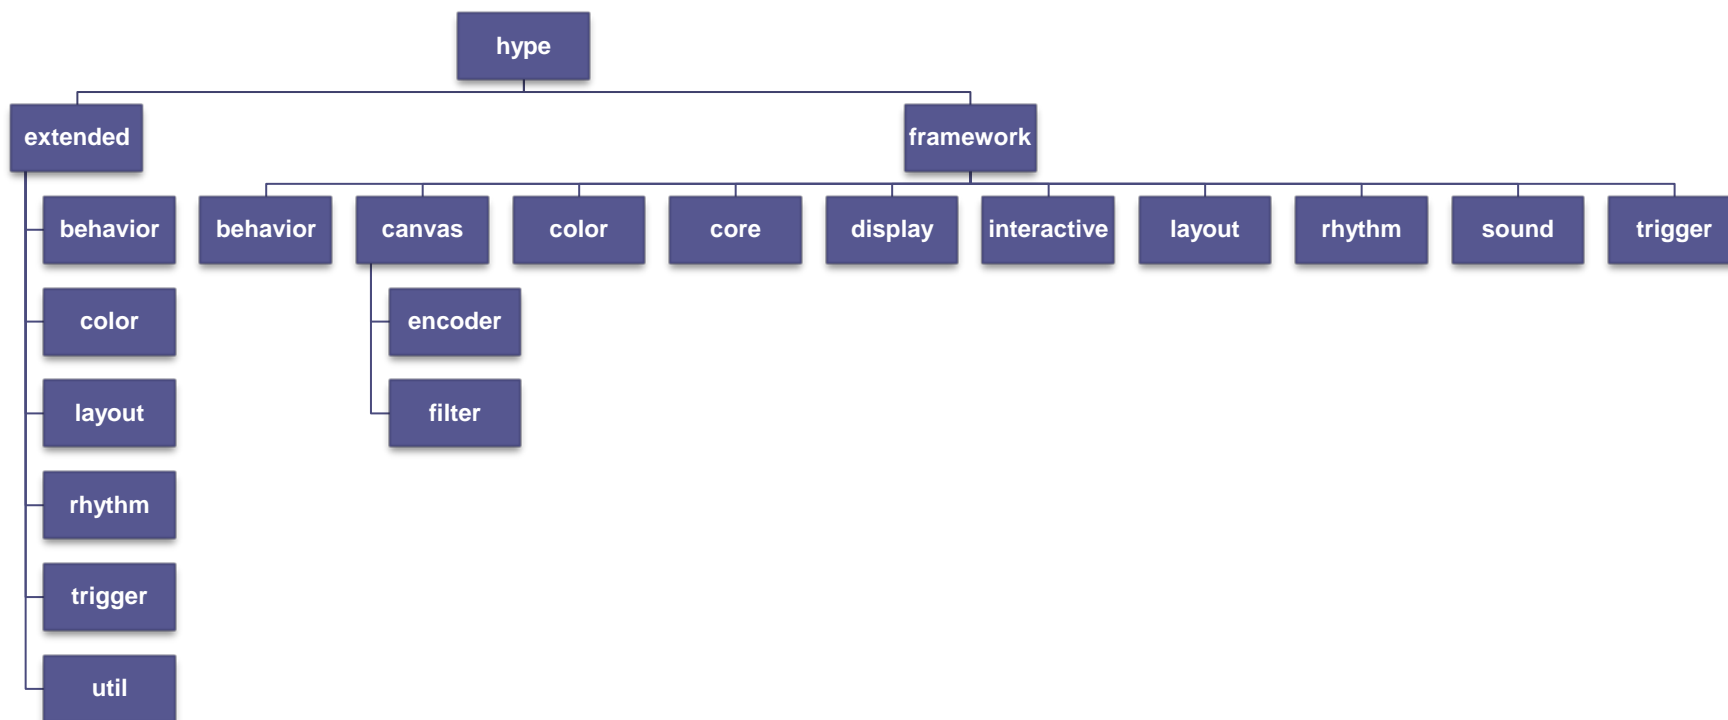 hype
extended
framework
behavior
behavior
canvas
color
core
display
interactive
layout
rhythm
sound
trigger
color
encoder
layout
filter
rhythm
trigger
util